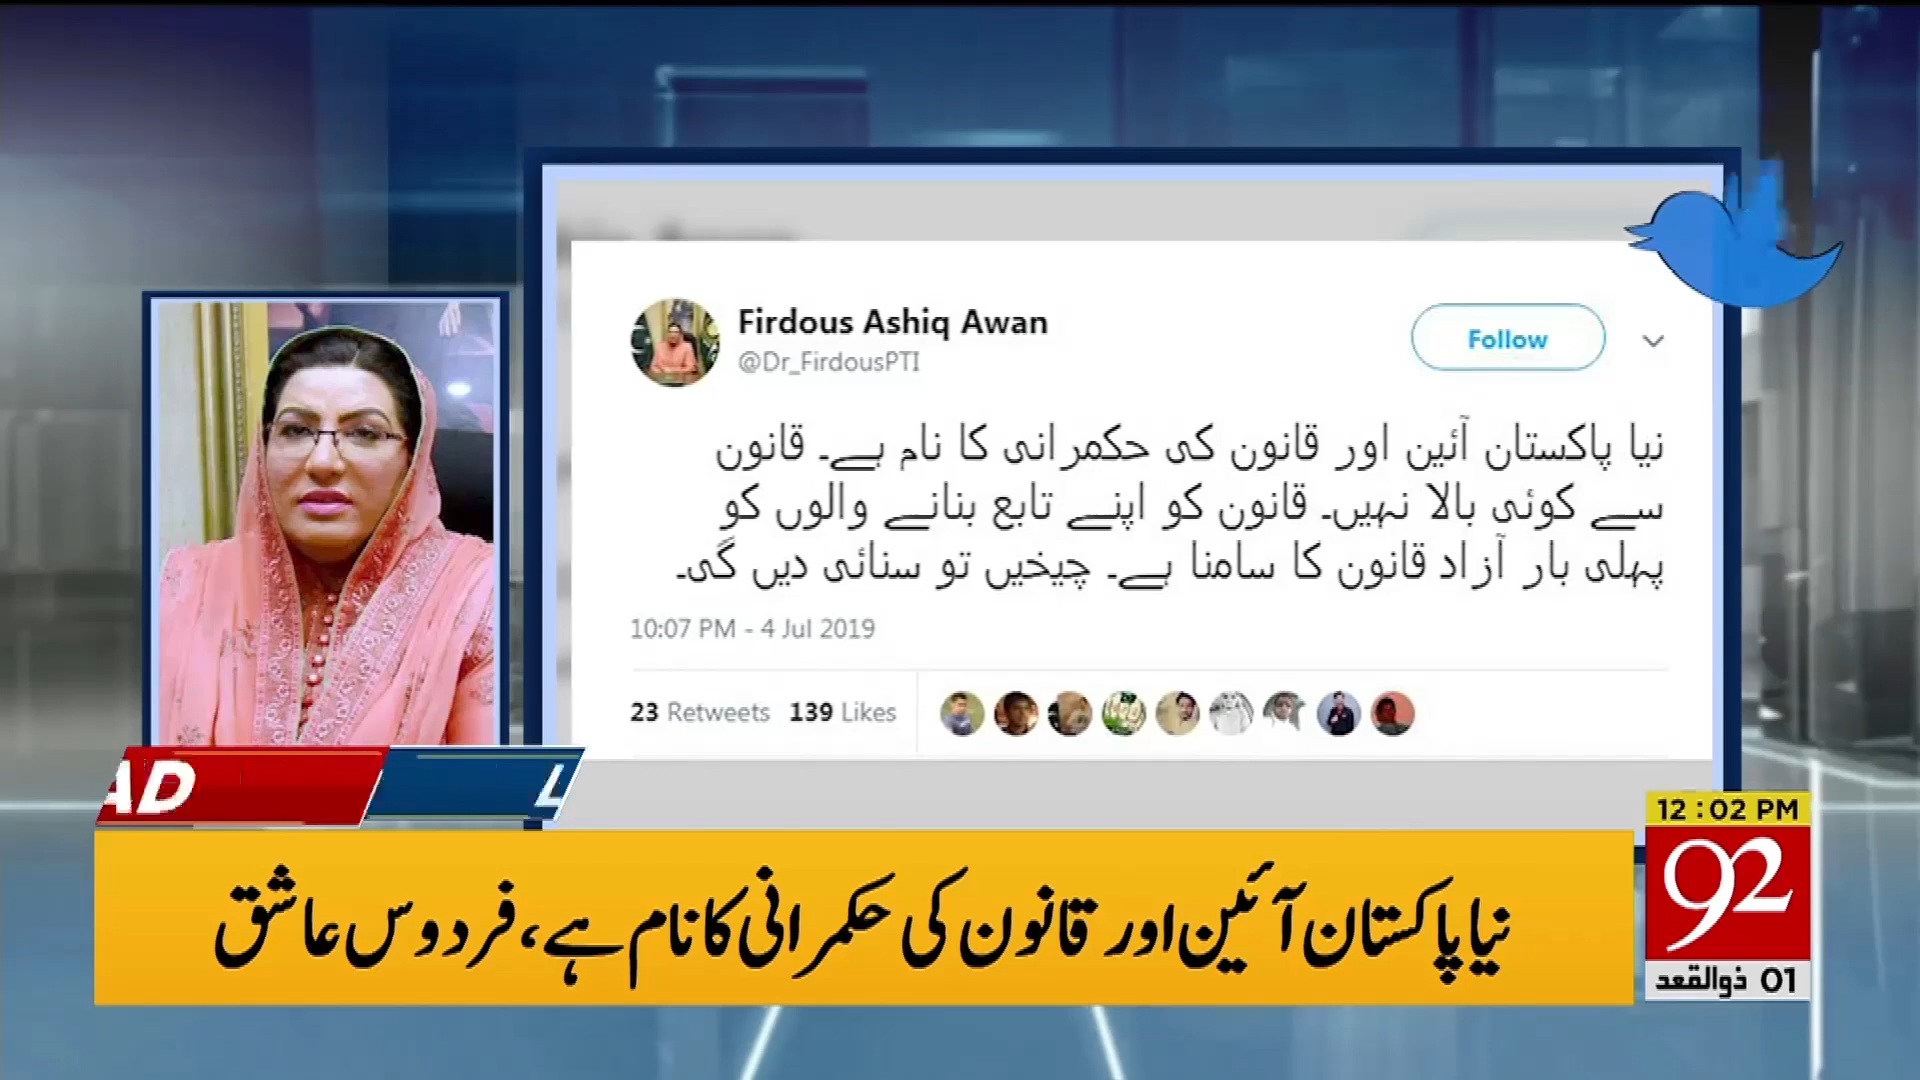 Firdous Ashiq Awan
@Dr_FirdousPTI
Follow
نیا پاکستان آئین اور قانون کی حکمرانی کا نام ہے۔ قانون
سے کوئی بالا نہیں۔ قانون کو اپنے تابع بنانے والوں کو
پہلی بار آزاد قانون کا سامنا ہے۔ چیخیں تو سنائی دیں گی۔
10:07 PM - 4 Jul 2019
23 Retweets 139 Likes
AD
L
12:02 PM
نیا پاکستان آئین اور قانون کی حکمرانی کا نام ہے، فردوس عاشق
92
01 ذوالقعد